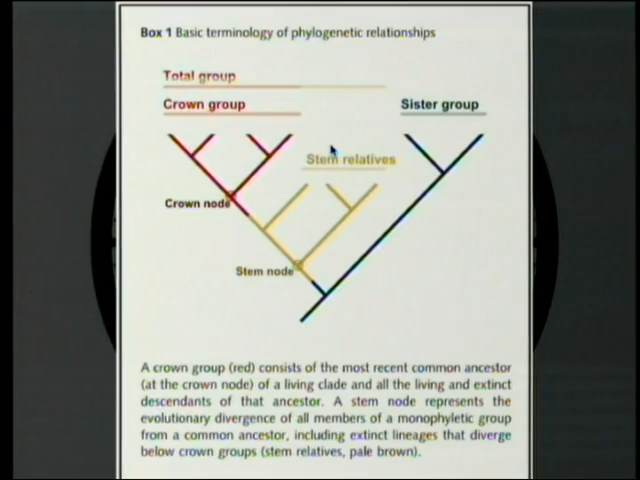 Box 1 Basic terminology of phylogenetic relationships
Total group
Crown group
Sister group
Stem relatives
Crown node
Stem node
A crown group (red) consists of the most recent common ancestor
(at the crown node) of a living clade and all the living and extinct
descendants of that ancestor. A stem node represents the
evolutionary divergence of all members of a monophyletic group
from a common ancestor, including extinct lineages that diverge
below crown groups (stem relatives, pale brown).